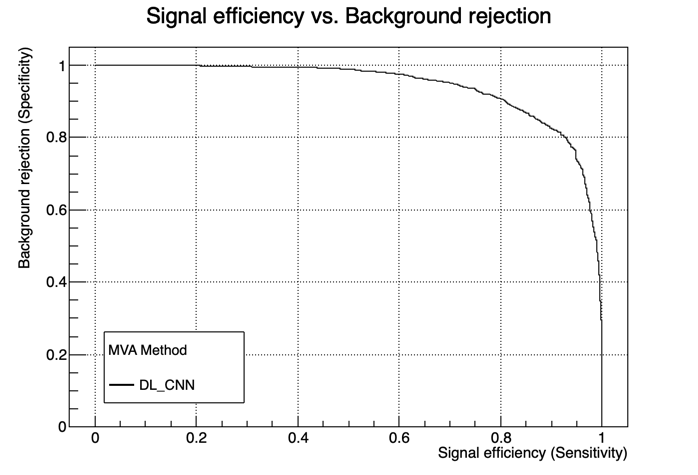 Signal efficiency vs. Background rejection
Background rejection (Specificity)
1
0.8
0.6
0.4
0.2
0
MVA Method
DL_CNN
0 0.2 0.4 0.6 0.8 1
Signal efficiency (Sensitivity)